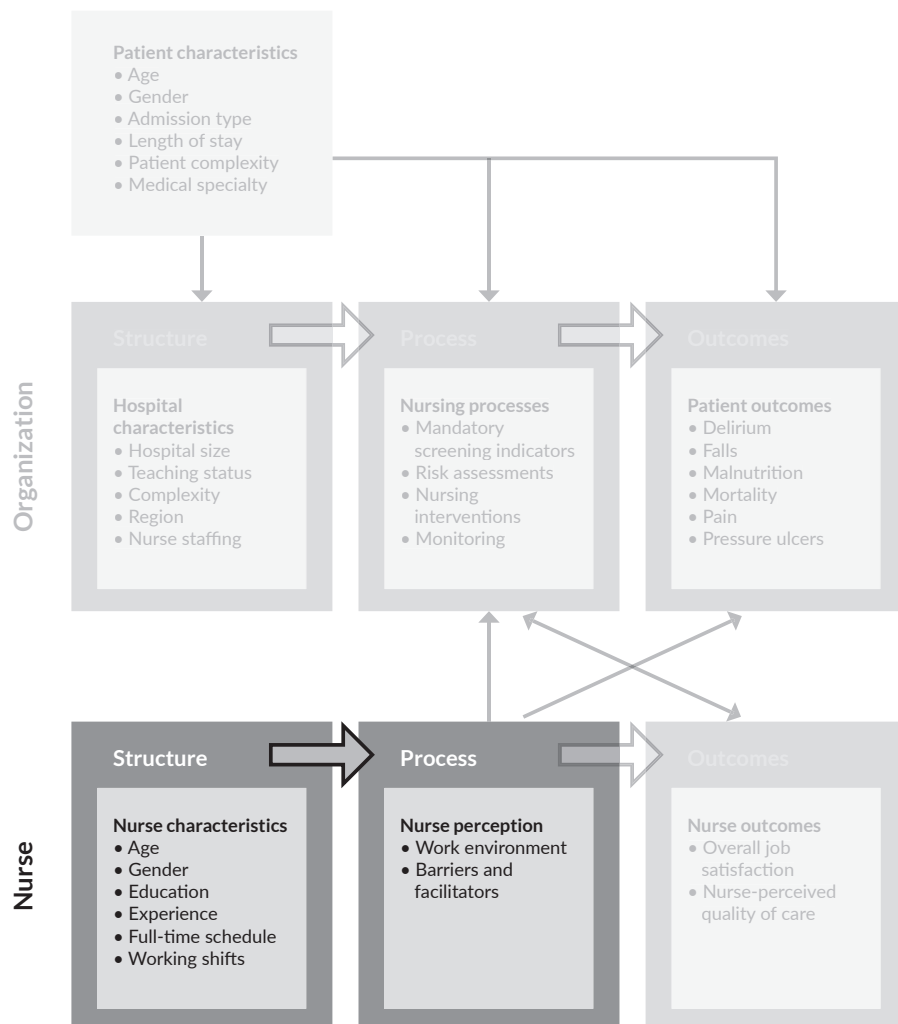 Patient characteristics
• Age
• Gender
• Admission type
• Length of stay
• Patient complexity
• Medical specialty
Organization
Structure
Process
Outcomes
Hospital
characteristics
• Hospital size
• Teaching status
• Complexity
• Region
• Nurse staffing
Nursing processes
• Mandatory
screening indicators
• Risk assessments
• Nursing
interventions
• Monitoring
Patient outcomes
• Delirium
• Falls
• Malnutrition
• Mortality
• Pain
• Pressure ulcers
Nurse
Structure
Process
Outcomes
Nurse characteristics
• Age
• Gender
• Education
• Experience
• Full-time schedule
• Working shifts
Nurse perception
• Work environment
• Barriers and
facilitators
Nurse outcomes
• Overall job
satisfaction
• Nurse-perceived
quality of care